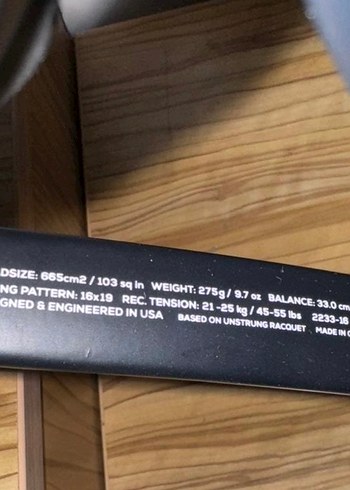 DSIZE: 665cm2 / 103 sq in WEIGHT: 275g / 9.7 oz BALANCE: 33.0 cm
NG PATTERN: 16x19 REC. TENSION: 21-25 kg / 45-55 lbs 2233-16
GNED & ENGINEERED IN USA BASED ON UNSTRUNG RACQUET MADE IN C